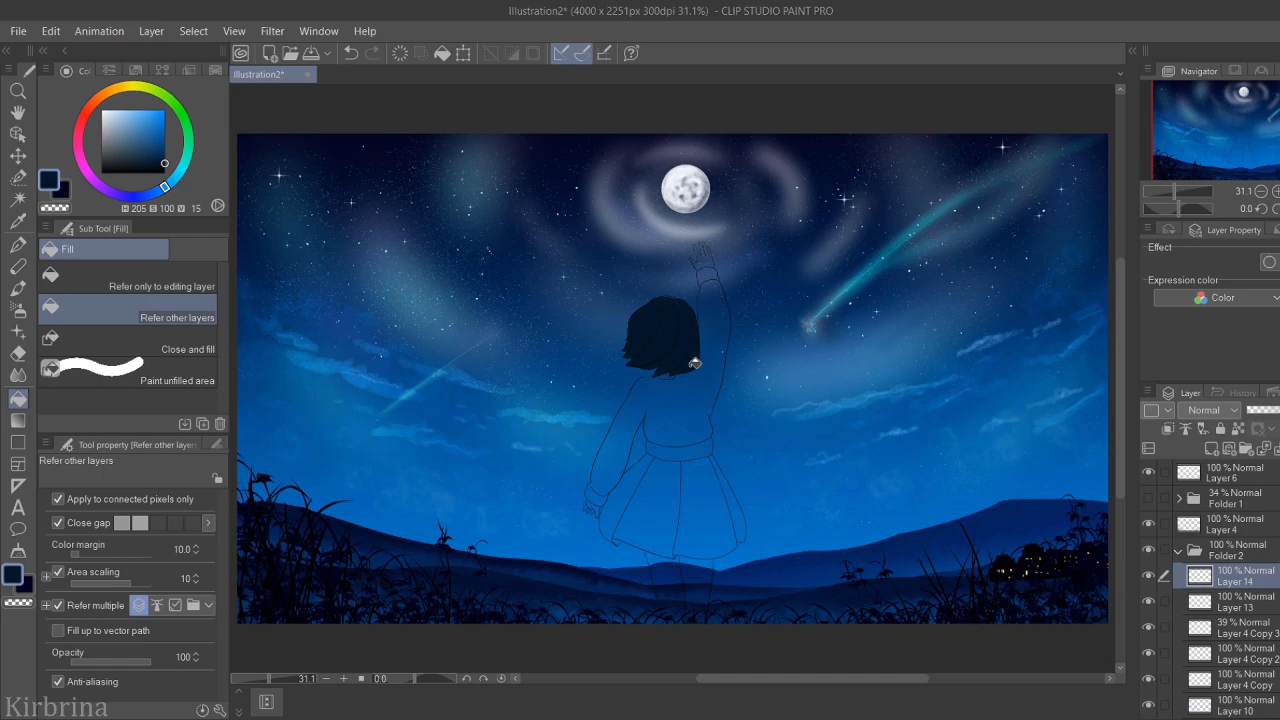 Illustration2* (4000 x 2251px 300dpi 31.1%) - CLIP STUDIO PAINT PRO
File Edit Animation Layer Select View Filter Window Help
Col
Illustration2*
Navigator
H 205 S 100 V 15
31.1
0.0
Sub Tool [Fill]
Fill
Refer only to editing layer
Refer other layers
Close and fill
Paint unfilled area
Layer Property
Effect
Expression color
Color
Layer
History
Normal
Tool property [Refer other layers]
Refer other layers
Apply to connected pixels only
Close gap
Color margin
10.0
Area scaling
10
Refer multiple
Fill up to vector path
Opacity
100
Anti-aliasing
100 % Normal
Layer 6
34 % Normal
Folder 1
100 % Normal
Layer 4
100 % Normal
Folder 2
100 % Normal
Layer 14
100 % Normal
Layer 13
39 % Normal
Layer 4 Copy 3
100 % Normal
Layer 4 Copy 2
100 % Normal
Layer 4 Copy
100 % Normal
Layer 10
31.1
0.0
Kirbrina